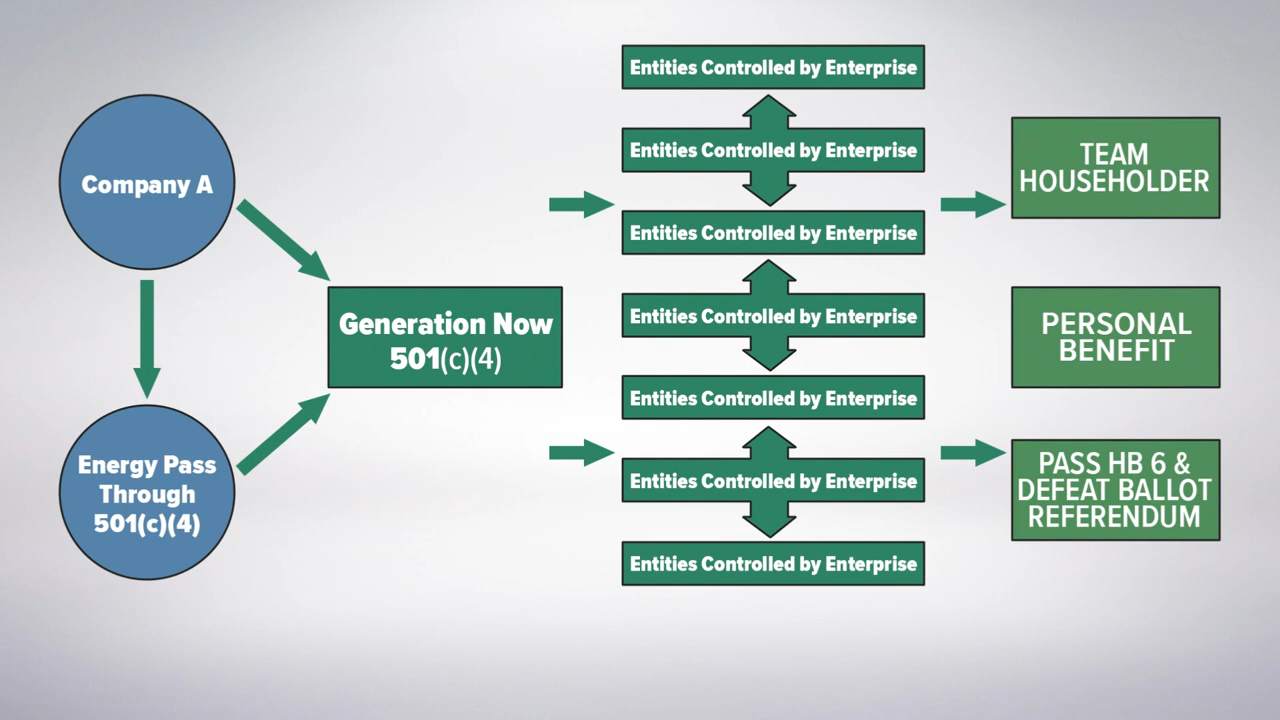 Company A
Energy Pass
Through
501(c)(4)
Generation Now
501(c)(4)
Entities Controlled by Enterprise
Entities Controlled by Enterprise
Entities Controlled by Enterprise
Entities Controlled by Enterprise
Entities Controlled by Enterprise
Entities Controlled by Enterprise
Entities Controlled by Enterprise
TEAM
HOUSEHOLDER
PERSONAL
BENEFIT
PASS HB 6 &
DEFEAT BALLOT
REFERENDUM